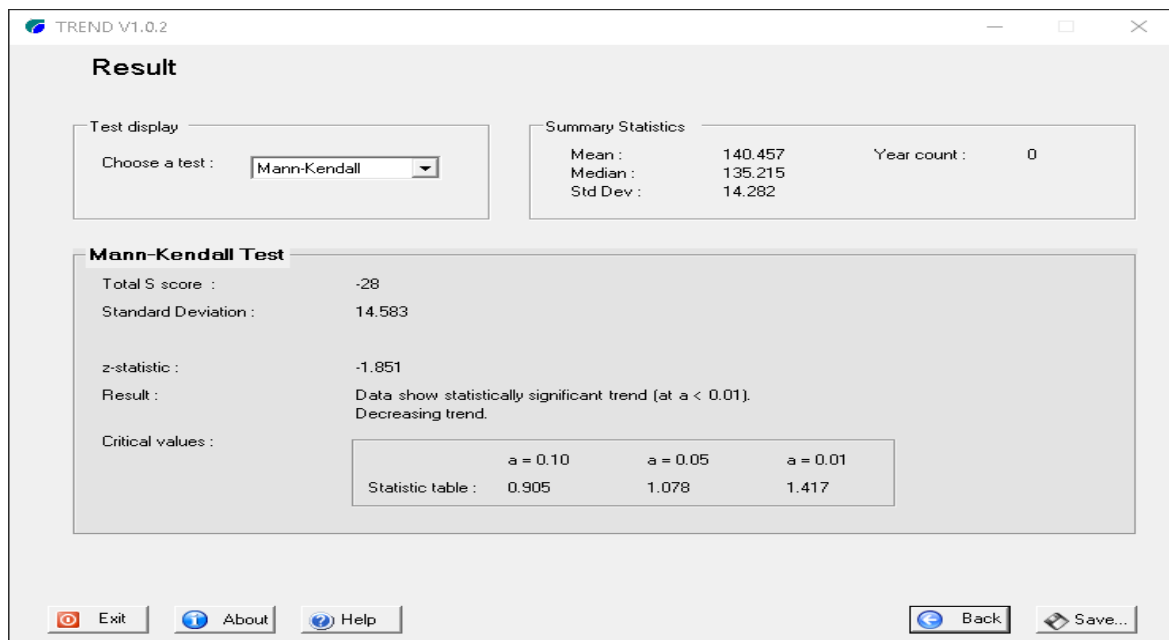 TREND V1.0.2
Result
Test display
Choose a test :
Mann-Kendall
Summary Statistics
Mean : 140.457 Year count : 0
Median : 135.215
Std Dev : 14.282
Mann-Kendall Test
Total S score : -28
Standard Deviation : 14.583
z-statistic : -1.851
Result : Data show statistically significant trend (at a < 0.01).
Decreasing trend.
Critical values :
a = 0.10 a = 0.05 a = 0.01
Statistic table : 0.905 1.078 1.417
Exit About Help Back Save...